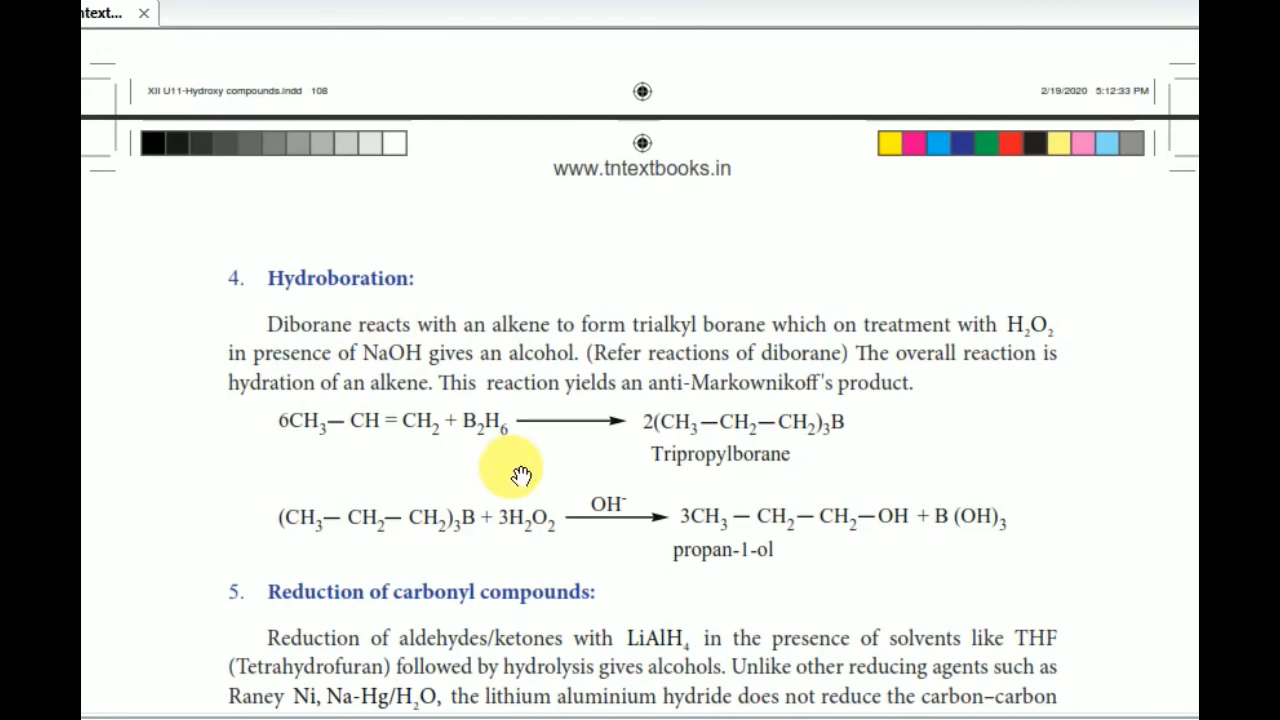 ntext...
XII U11-Hydroxy compounds.indd 108
2/19/2020 5:12:33 PM
www.tntextbooks.in
4. Hydroboration:
Diborane reacts with an alkene to form trialkyl borane which on treatment with H₂O₂
in presence of NaOH gives an alcohol. (Refer reactions of diborane) The overall reaction is
hydration of an alkene. This reaction yields an anti-Markownikoff's product.
6CH₃— CH = CH₂ + B₂H₆ ⟶ 2(CH₃—CH₂—CH₂)₃B
Tripropylborane
(CH₃— CH₂— CH₂)₃B + 3H₂O₂ OH⁻ ⟶ 3CH₃ — CH₂— CH₂—OH + B (OH)₃
propan-1-ol
5. Reduction of carbonyl compounds:
Reduction of aldehydes/ketones with LiAlH₄ in the presence of solvents like THF
(Tetrahydrofuran) followed by hydrolysis gives alcohols. Unlike other reducing agents such as
Raney Ni, Na-Hg/H₂O, the lithium aluminium hydride does not reduce the carbon–carbon